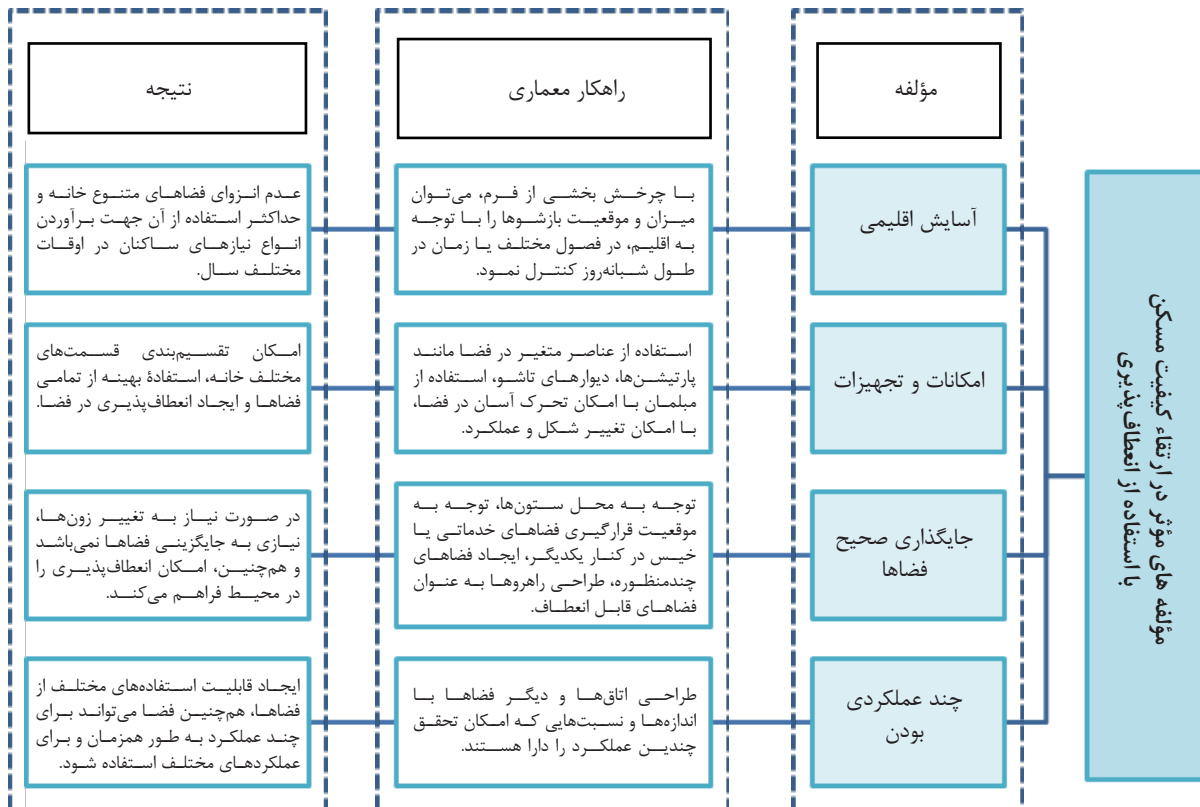 مؤلفه های مؤثر در ارتقاء کیفیت مسکن
با استفاده از انعطاف‌پذیری
مؤلفه
راهکار معماری
نتیجه
آسایش اقلیمی
با چرخش بخشی از فرم، می‌توان
میزان و موقعیت بازشوها را با توجه
به اقلیم، در فصول مختلف یا زمان در
طول شبانه‌روز کنترل نمود.
عدم انزوای فضاهای متنوع خانه و
حداکثر استفاده از آن جهت برآوردن
انواع نیازهای ساکنان در اوقات
مختلف سال.
امکانات و تجهیزات
استفاده از عناصر متغیر در فضا مانند
پارتیشن‌ها، دیوارهای تاشو، استفاده از
مبلمان با امکان تحرک آسان در فضا،
با امکان تغییر شکل و عملکرد.
امکان تقسیم‌بندی قسمت‌های
مختلف خانه، استفادهٔ بهینه از تمامی
فضاها و ایجاد انعطاف‌پذیری در فضا.
جایگذاری صحیح
فضاها
توجه به محل ستون‌ها، توجه به
موقعیت قرارگیری فضاهای خدماتی یا
خیس در کنار یکدیگر، ایجاد فضاهای
چندمنظوره، طراحی راهروها به عنوان
فضاهای قابل انعطاف.
در صورت نیاز به تغییر زون‌ها،
نیازی به جایگزینی فضاها نمی‌باشد
و هم‌چنین، امکان انعطاف‌پذیری را
در محیط فراهم می‌کند.
چند عملکردی
بودن
طراحی اتاق‌ها و دیگر فضاها با
اندازه‌ها و نسبت‌هایی که امکان تحقق
چندین عملکرد را دارا هستند.
ایجاد قابلیت استفاده‌های مختلف از
فضاها، هم‌چنین فضا می‌تواند برای
چند عملکرد به طور همزمان و برای
عملکردهای مختلف استفاده شود.